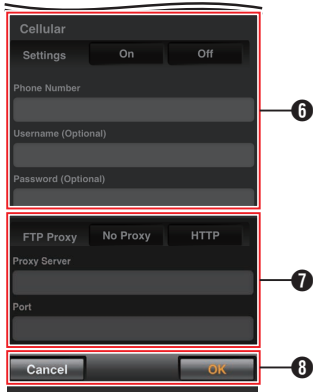 Cellular
Settings On Off
Phone Number
6
Username (Optional)
Password (Optional)
FTP Proxy No Proxy HTTP
Proxy Server
7
Port
Cancel OK 8